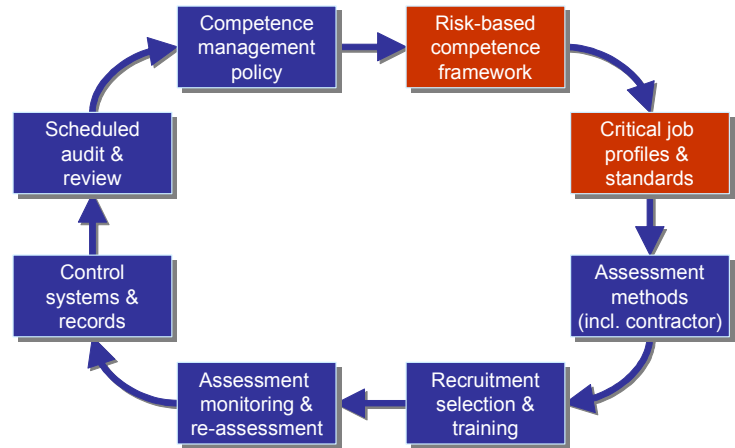 Competence
management
policy
Risk-based
competence
framework
Critical job
profiles &
standards
Assessment
methods
(incl. contractor)
Recruitment
selection &
training
Assessment
monitoring &
re-assessment
Control
systems &
records
Scheduled
audit &
review